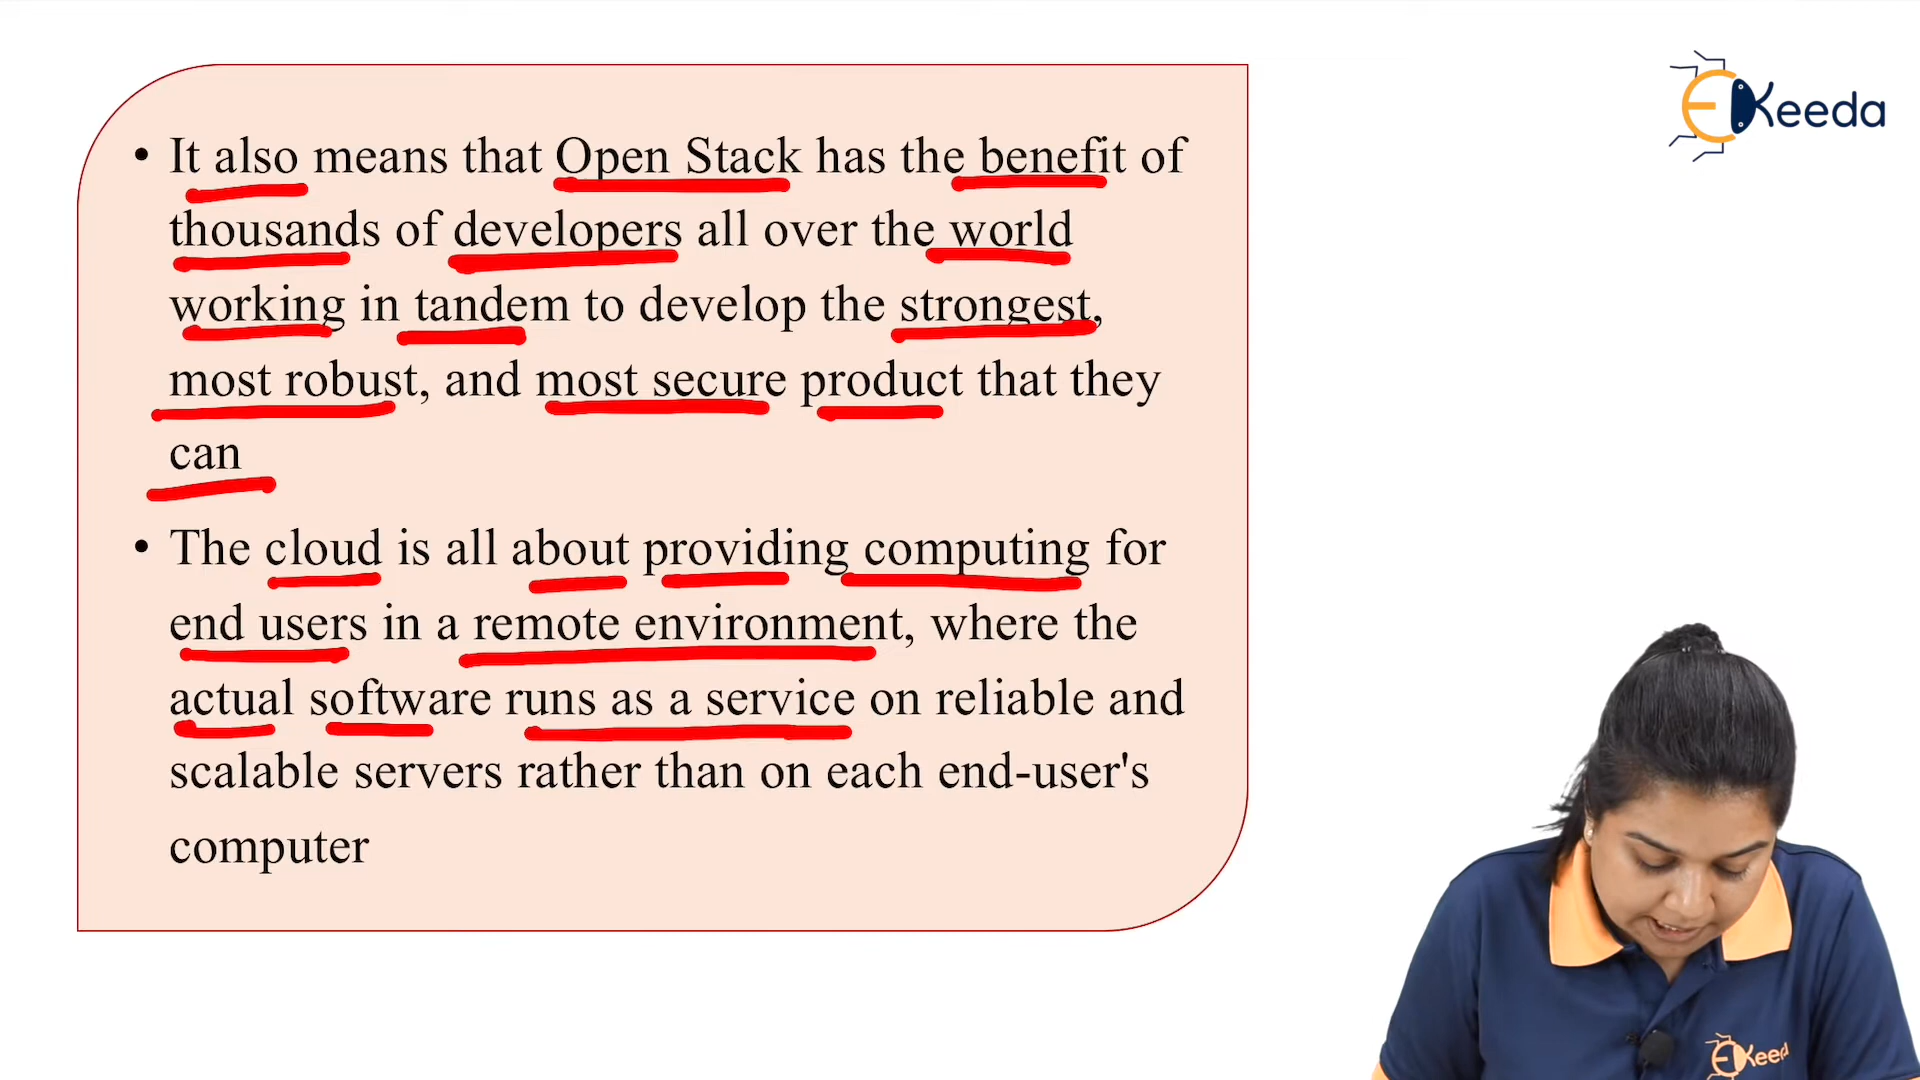 • It also means that Open Stack has the benefit of
thousands of developers all over the world
working in tandem to develop the strongest,
most robust, and most secure product that they
can
• The cloud is all about providing computing for
end users in a remote environment, where the
actual software runs as a service on reliable and
scalable servers rather than on each end-user's
computer
EKeeda
EKeeda